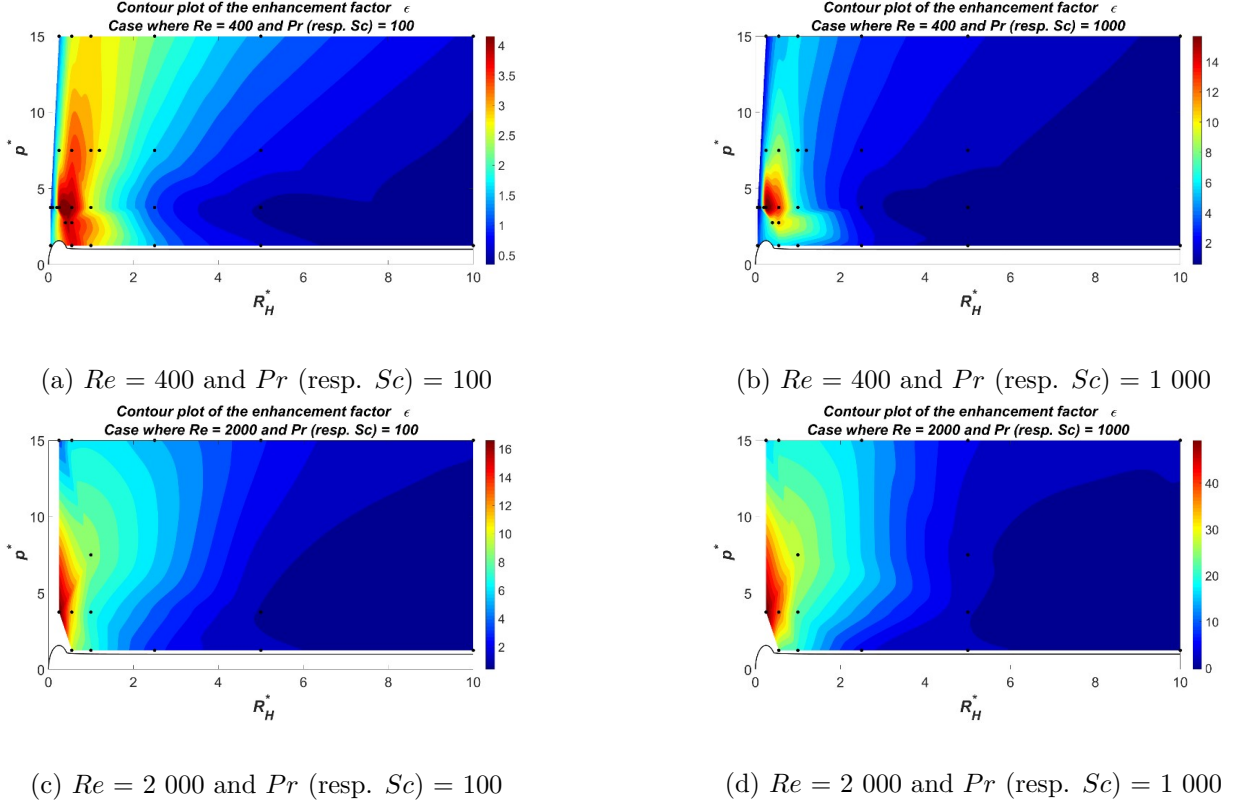 Contour plot of the enhancement factor ϵ
Case where Re = 400 and Pr (resp. Sc) = 100
15
10
5
0
p*
0 2 4 6 8 10
R*H
4
3.5
3
2.5
2
1.5
1
0.5
(a) Re = 400 and Pr (resp. Sc) = 100
Contour plot of the enhancement factor ϵ
Case where Re = 400 and Pr (resp. Sc) = 1000
15
10
5
0
p*
0 2 4 6 8 10
R*H
14
12
10
8
6
4
2
(b) Re = 400 and Pr (resp. Sc) = 1 000
Contour plot of the enhancement factor ϵ
Case where Re = 2000 and Pr (resp. Sc) = 100
15
10
5
0
p*
0 2 4 6 8 10
R*H
16
14
12
10
8
6
4
2
(c) Re = 2 000 and Pr (resp. Sc) = 100
Contour plot of the enhancement factor ϵ
Case where Re = 2000 and Pr (resp. Sc) = 1000
15
10
5
0
p*
0 2 4 6 8 10
R*H
40
30
20
10
0
(d) Re = 2 000 and Pr (resp. Sc) = 1 000